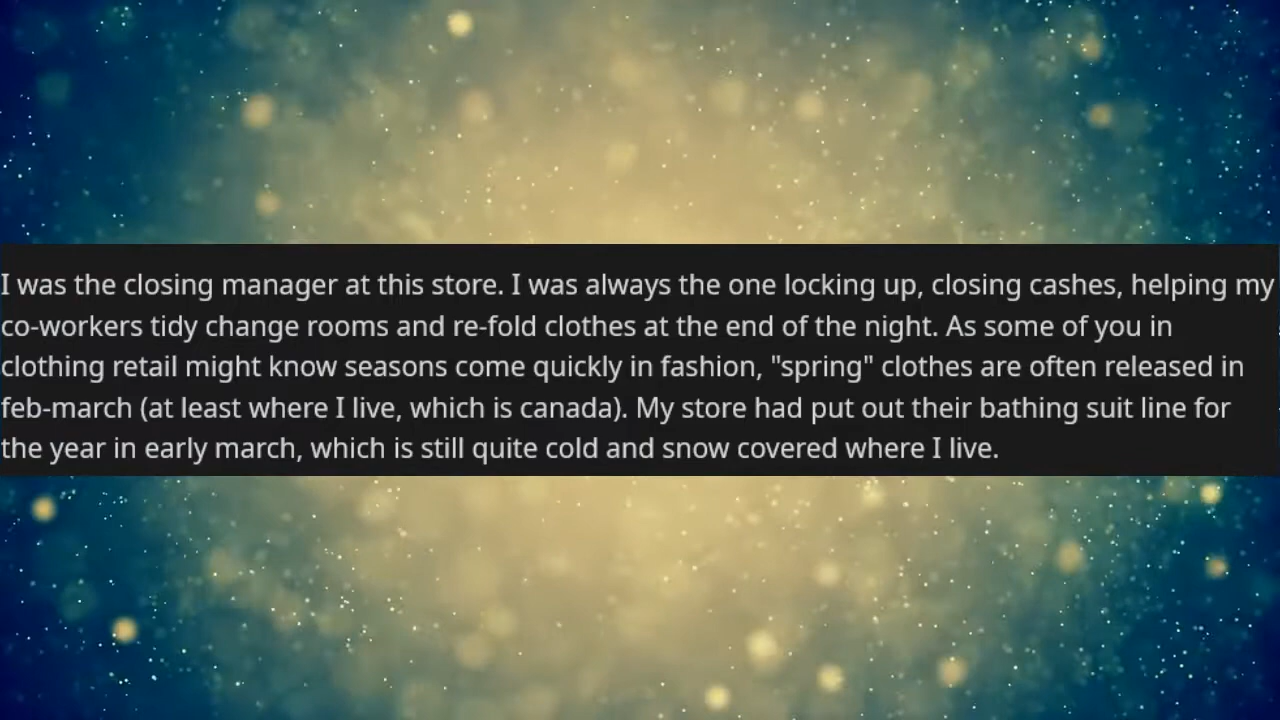 I was the closing manager at this store. I was always the one locking up, closing cashes, helping my
co-workers tidy change rooms and re-fold clothes at the end of the night. As some of you in
clothing retail might know seasons come quickly in fashion, "spring" clothes are often released in
feb-march (at least where I live, which is canada). My store had put out their bathing suit line for
the year in early march, which is still quite cold and snow covered where I live.